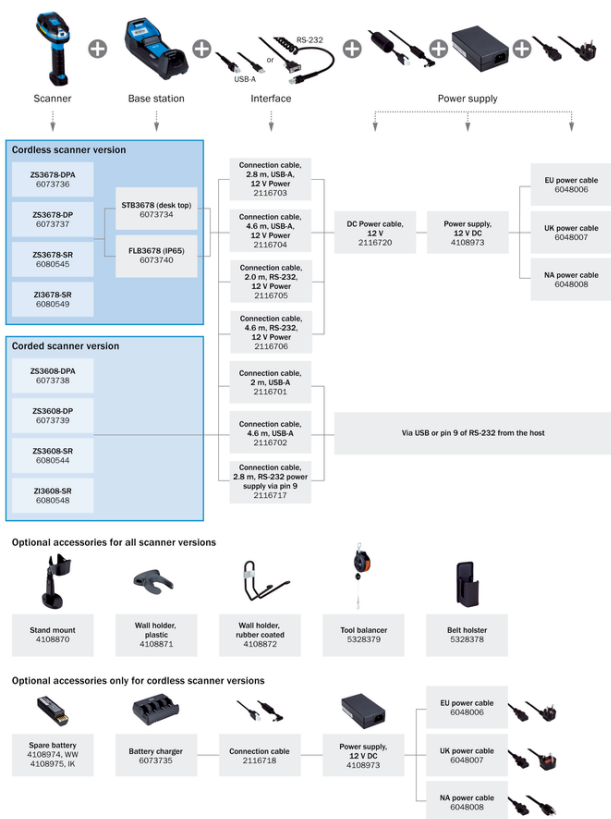 RS-232
or
USB-A
Scanner
Base station
Interface
Power supply
Cordless scanner version
ZS3678-DPA
6073736
ZS3678-DP
6073737
ZS3678-SR
6080545
ZI3678-SR
6080549
STB3678 (desk top)
6073734
FLB3678 (IP65)
6073740
Connection cable,
2.8 m, USB-A,
12 V Power
2116703
Connection cable,
4.6 m, USB-A,
12 V Power
2116704
Connection cable,
2.0 m, RS-232,
12 V Power
2116705
Connection cable,
4.6 m, RS-232,
12 V Power
2116706
DC Power cable,
12 V
2116720
Power supply,
12 V DC
4108973
EU power cable
6048006
UK power cable
6048007
NA power cable
6048008
Corded scanner version
ZS3608-DPA
6073738
ZS3608-DP
6073739
ZS3608-SR
6080544
ZI3608-SR
6080548
Connection cable,
2 m, USB-A
2116701
Connection cable,
4.6 m, USB-A
2116702
Connection cable,
2.8 m, RS-232 power
supply via pin 9
2116717
Via USB or pin 9 of RS-232 from the host
Optional accessories for all scanner versions
Stand mount
4108870
Wall holder,
plastic
4108871
Wall holder,
rubber coated
4108872
Tool balancer
5328379
Belt holster
5328378
Optional accessories only for cordless scanner versions
Spare battery
4108974, WW
4108975, IK
Battery charger
6073735
Connection cable
2116718
Power supply,
12 V DC
4108973
EU power cable
6048006
UK power cable
6048007
NA power cable
6048008